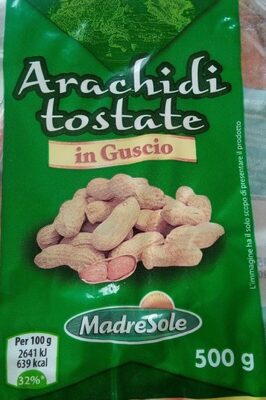 Arachidi
tostate
in Guscio
L'immagine ha il solo scopo di presentare il prodotto
MadreSole
Per 100 g
2641 kJ
639 kcal
32%*
500 g